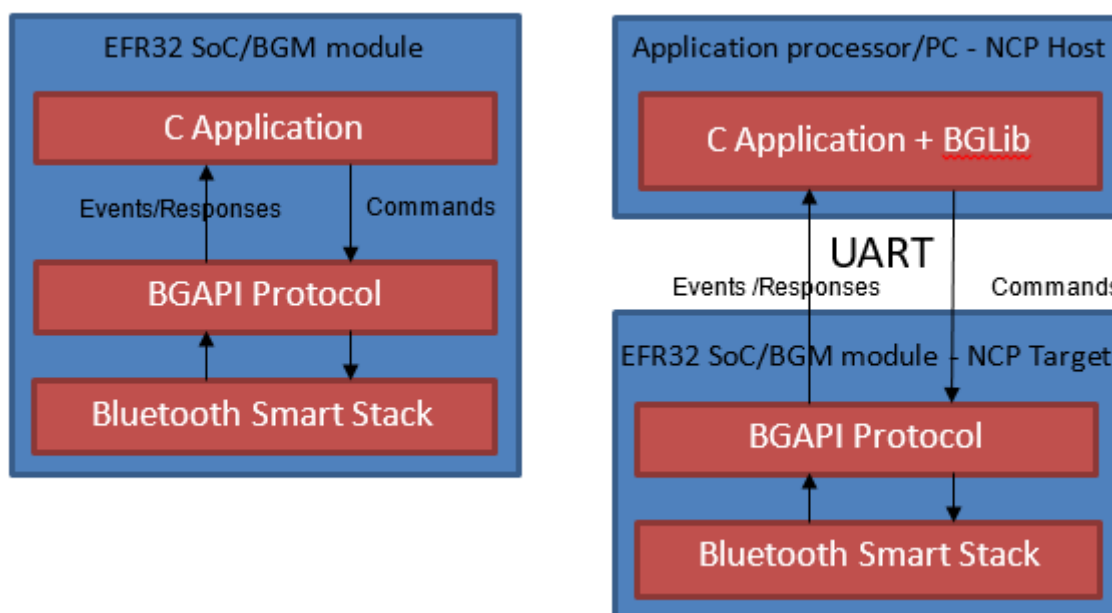 EFR32 SoC/BGM module
C Application
Events/Responses
Commands
BGAPI Protocol
Bluetooth Smart Stack
Application processor/PC - NCP Host
C Application + BGLib
UART
Events /Responses
Commands
EFR32 SoC/BGM module - NCP Target
BGAPI Protocol
Bluetooth Smart Stack